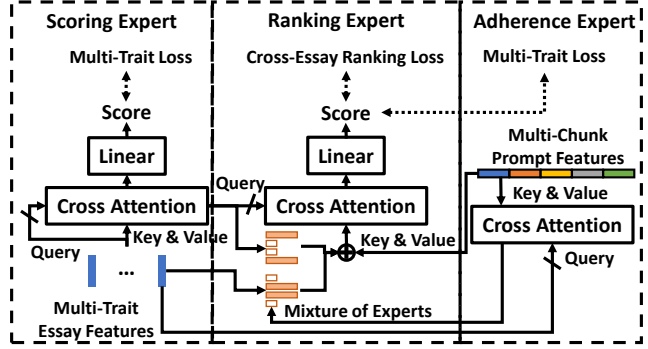 Scoring Expert
Ranking Expert
Adherence Expert
Multi-Trait Loss
Cross-Essay Ranking Loss
Multi-Trait Loss
Score
Score
Linear
Linear
Multi-Chunk
Prompt Features
Query
Key & Value
Cross Attention
Cross Attention
Cross Attention
Query
Key & Value
Key & Value
Query
...
Multi-Trait
Essay Features
Mixture of Experts